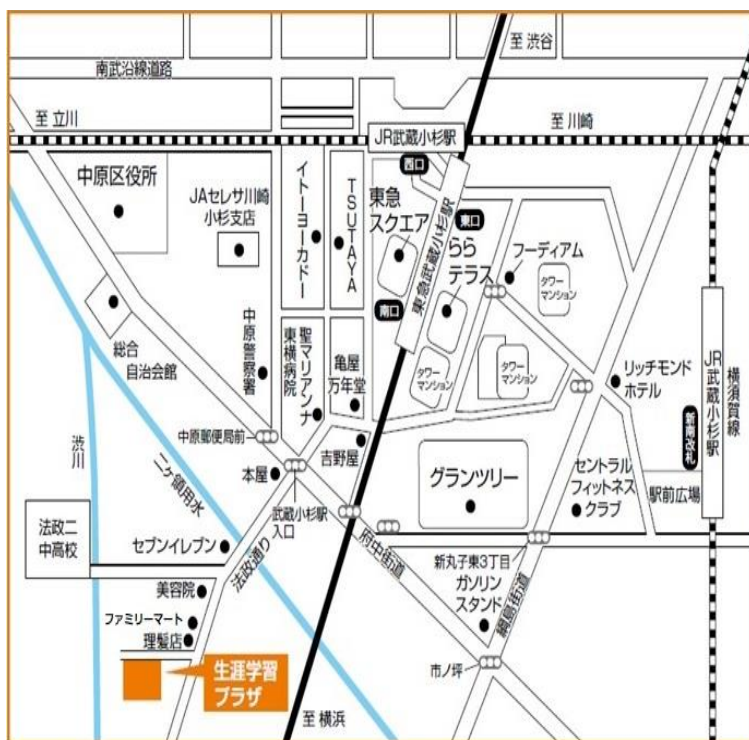 至 渋谷
南武沿線道路
至 立川
至 川崎
JR武蔵小杉駅
西口
中原区役所
JAセレサ川崎
小杉支店
イトーヨーカドー
TSUTAYA
東急
スクエア
東急武蔵小杉駅
東口
らら
テラス
フーディアム
タワー
マンション
南口
総合
自治会館
中原警察署
聖マリアンナ
東横病院
亀屋
万年堂
タワー
マンション
タワー
マンション
リッチモンド
ホテル
JR武蔵小杉駅
横須賀線
新南改札
中原郵便局前
吉野屋
渋川
二ヶ領用水
本屋
武蔵小杉駅
入口
グランツリー
セントラル
フィットネス
クラブ
駅前広場
法政二
中高校
セブンイレブン
法政通り
府中街道
新丸子東3丁目
ガソリン
スタンド
綱島街道
美容院
ファミリーマート
理髪店
生涯学習
プラザ
市ノ坪
至 横浜